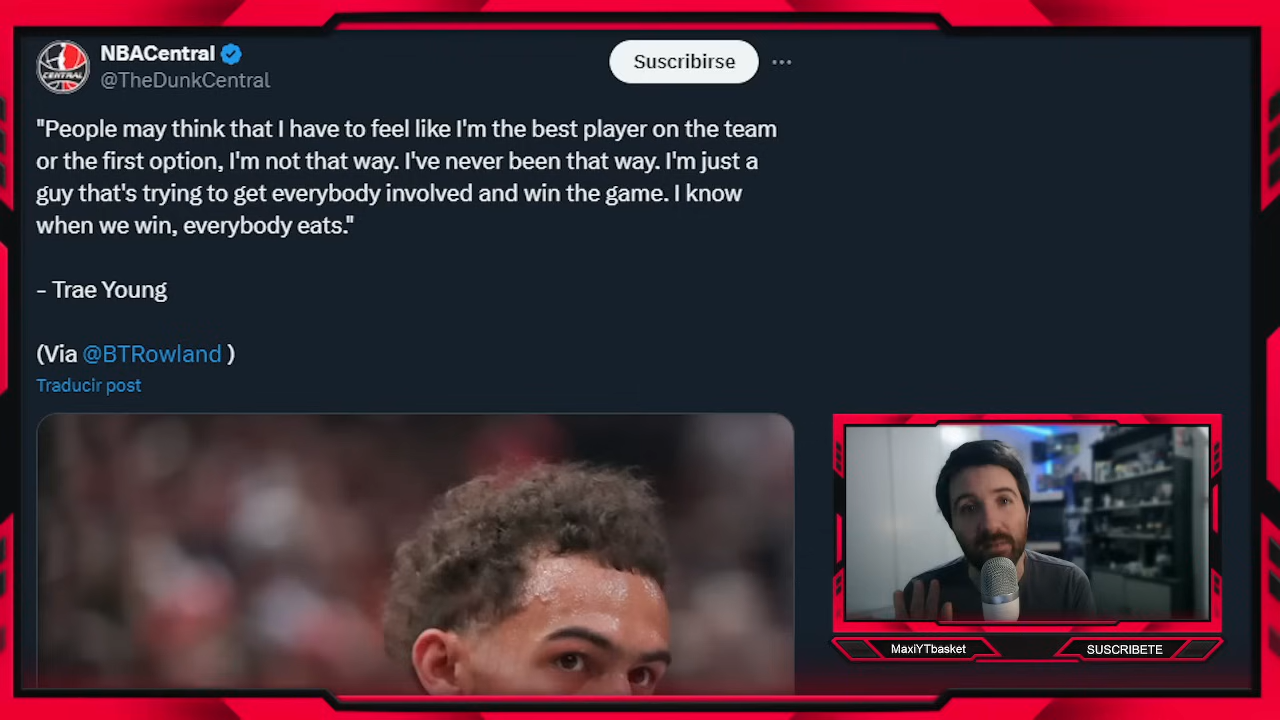 NBACentral
@TheDunkCentral
Suscribirse
"People may think that I have to feel like I'm the best player on the team
or the first option, I'm not that way. I've never been that way. I'm just a
guy that's trying to get everybody involved and win the game. I know
when we win, everybody eats."
– Trae Young
(Via @BTRowland )
Traducir post
CENTRAL
MaxiYTbasket
SUSCRIBETE